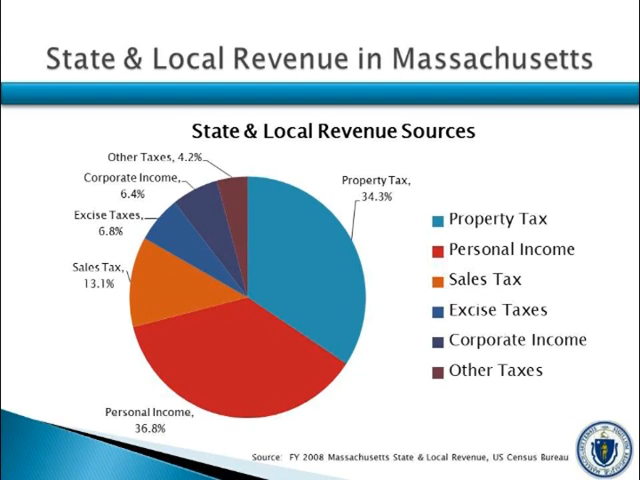 State & Local Revenue in Massachusetts
State & Local Revenue Sources
Other Taxes, 4.2%
Corporate Income,
6.4%
Excise Taxes,
6.8%
Sales Tax,
13.1%
Property Tax,
34.3%
Personal Income,
36.8%
Property Tax
Personal Income
Sales Tax
Excise Taxes
Corporate Income
Other Taxes
Source: FY 2008 Massachusetts State & Local Revenue, US Census Bureau